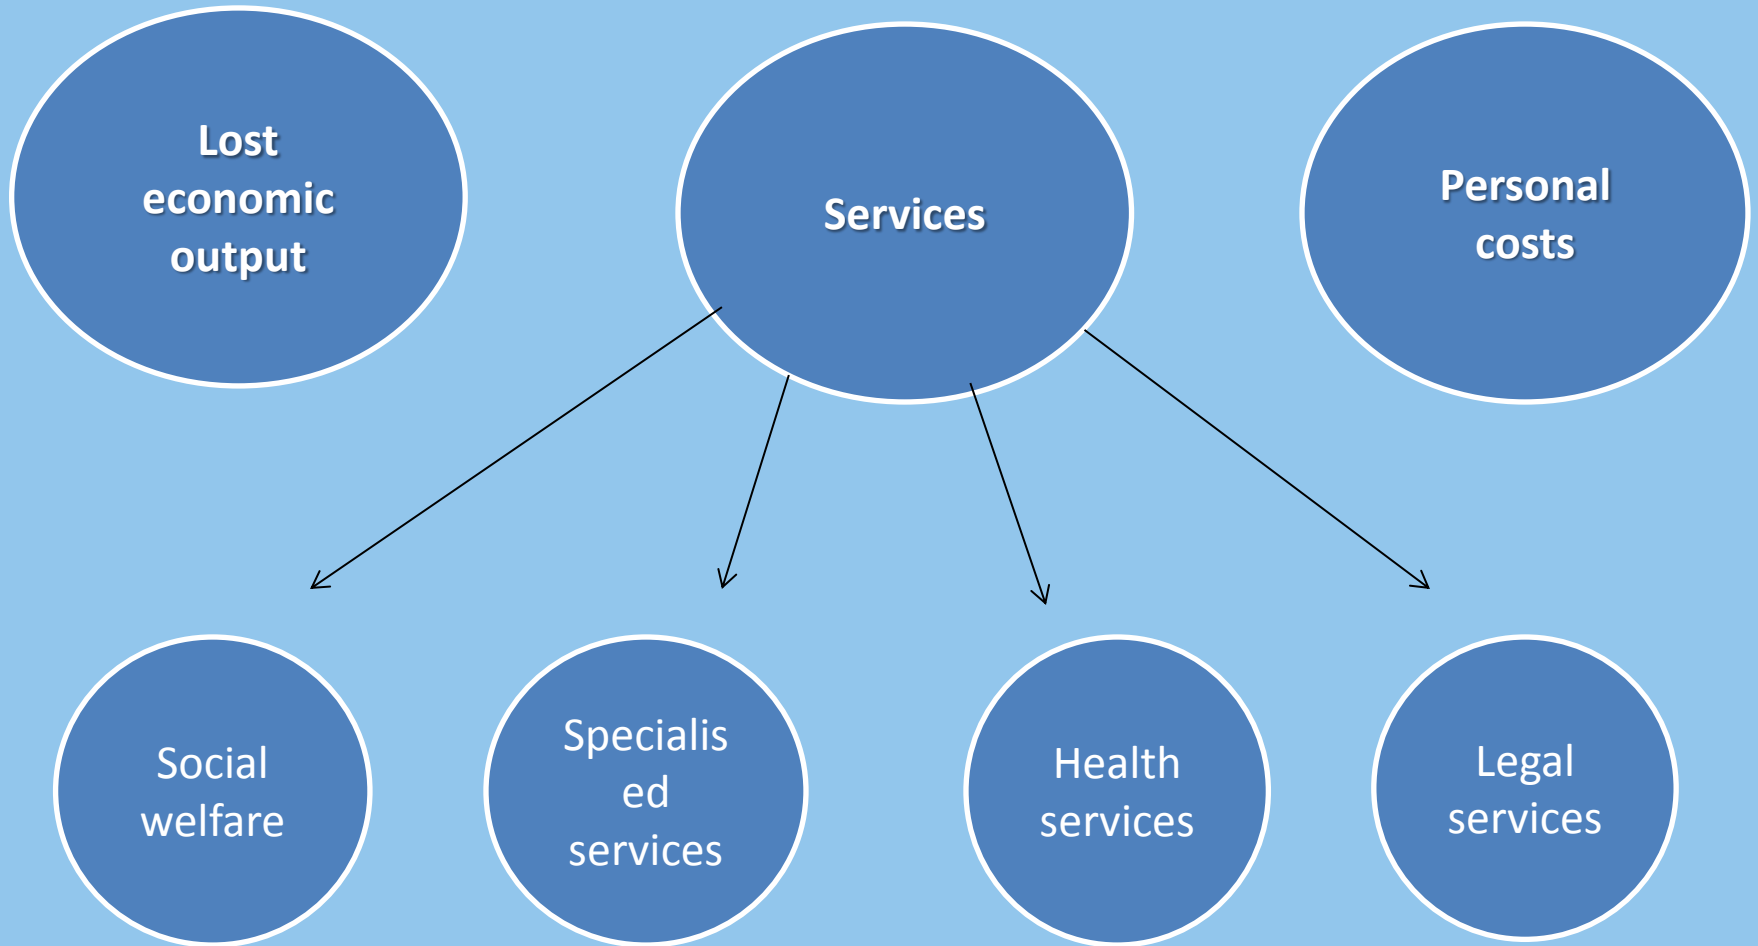 Lost
economic
output
Services
Personal
costs
Social
welfare
Specialis
ed
services
Health
services
Legal
services